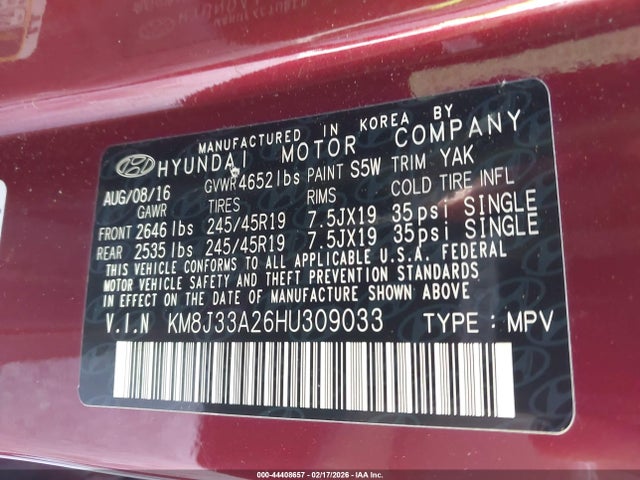 MANUFACTURED IN KOREA BY
HYUNDAI MOTOR COMPANY
AUG/08/16 GVWR 4652 lbs PAINT S5W TRIM YAK
GAWR TIRES RIMS COLD TIRE INFL
FRONT 2646 lbs 245/45R19 7.5JX19 35psi SINGLE
REAR 2535 lbs 245/45R19 7.5JX19 35psi SINGLE
THIS VEHICLE CONFORMS TO ALL APPLICABLE U.S.A. FEDERAL
MOTOR VEHICLE SAFETY AND THEFT PREVENTION STANDARDS
IN EFFECT ON THE DATE OF MANUFACTURE SHOWN ABOVE
V.I.N KM8J33A26HU309033 TYPE : MPV
000-44408657 - 02/17/2026 - IAA Inc.